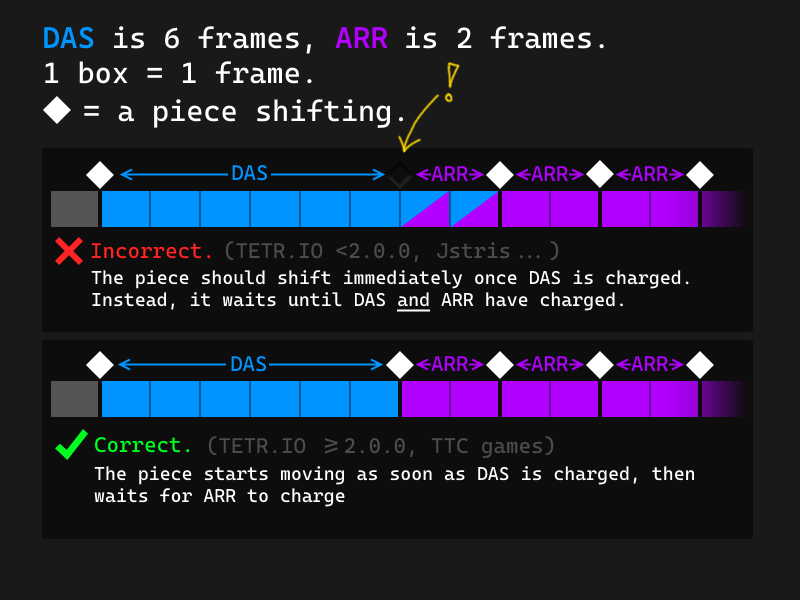 DAS is 6 frames, ARR is 2 frames.
1 box = 1 frame.
◆ = a piece shifting.
!
DAS ARR ARR ARR
Incorrect. (TETR.IO <2.0.0, Jstris...)
The piece should shift immediately once DAS is charged.
Instead, it waits until DAS and ARR have charged.
DAS ARR ARR ARR
Correct. (TETR.IO ≥2.0.0, TTC games)
The piece starts moving as soon as DAS is charged, then
waits for ARR to charge